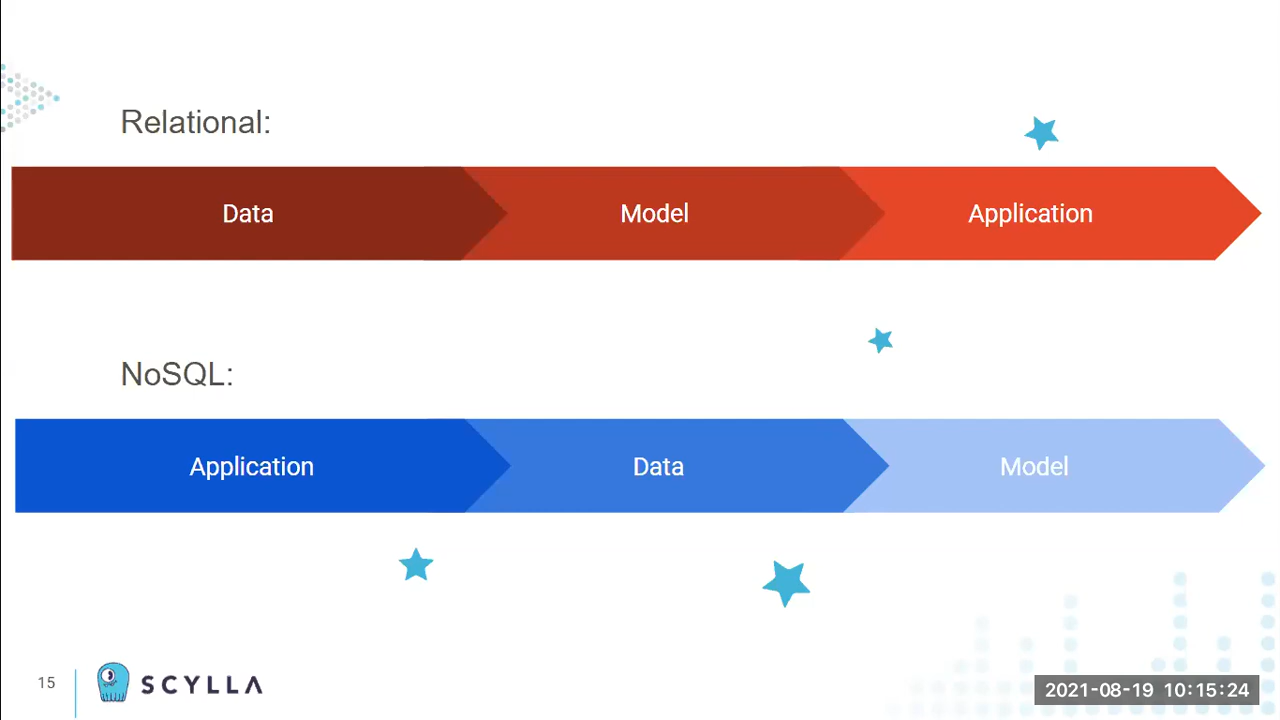 Relational:
Data
Model
Application
NoSQL:
Application
Data
Model
15
SCYLLA
2021-08-19 10:15:24